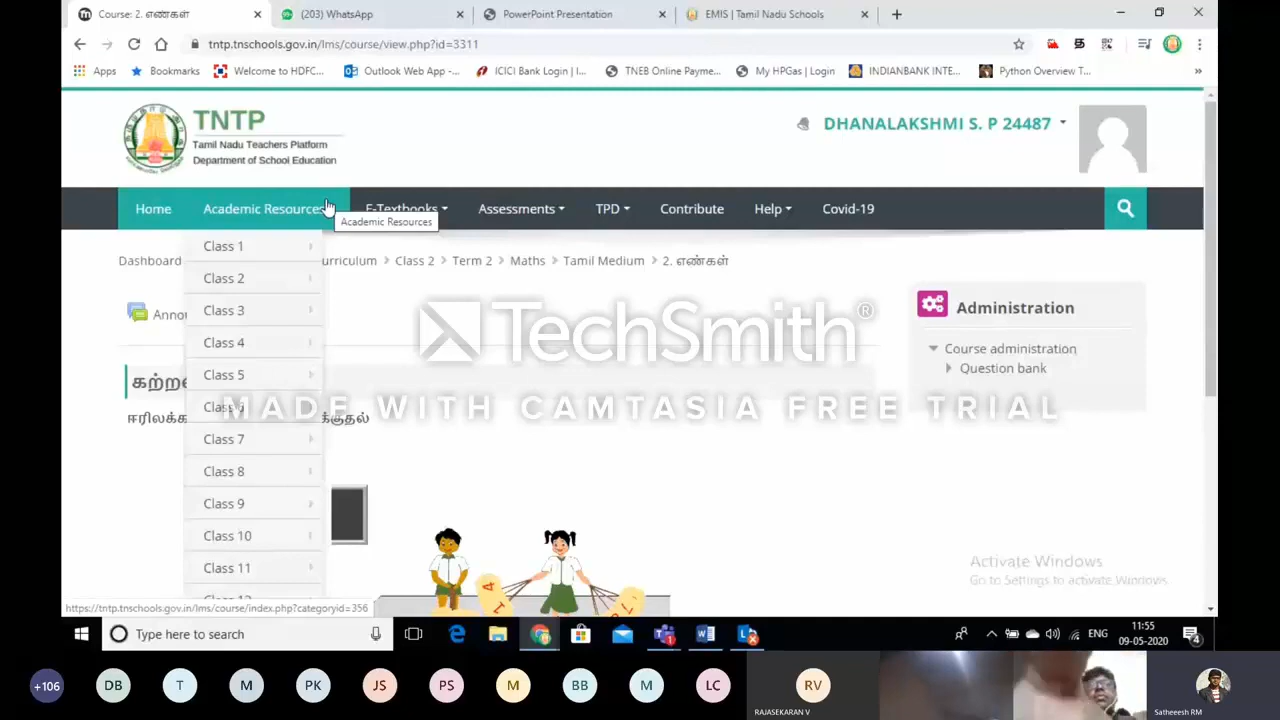 Course: 2. எண்கள்
(203) WhatsApp
PowerPoint Presentation
EMIS | Tamil Nadu Schools
tntp.tnschools.gov.in/lms/course/view.php?id=3311
Apps
Bookmarks
Welcome to HDFC...
Outlook Web App -...
ICICI Bank Login | I...
TNEB Online Payme...
My HPGas | Login
INDIANBANK INTE...
Python Overview T...
TNTP
Tamil Nadu Teachers Platform
Department of School Education
DHANALAKSHMI S. P 24487
Home
Academic Resources
E-Textbooks
Assessments
TPD
Contribute
Help
Covid-19
Academic Resources
Dashboard
urriculum > Class 2 > Term 2 > Maths > Tamil Medium > 2. எண்கள்
Class 1
Class 2
Class 3
Class 4
Class 5
Class 6
Class 7
Class 8
Class 9
Class 10
Class 11
Annou
Administration
Course administration
Question bank
TechSmith®
MADE WITH CAMTASIA FREE TRIAL
Activate Windows
Go to Settings to activate Windows.
https://tntp.tnschools.gov.in/lms/course/index.php?categoryid=356
Type here to search
ENG
11:55
09-05-2020
4
+106
DB
T
M
PK
JS
PS
M
BB
M
LC
RV
RAJASEKARAN V
Satheeesh RM